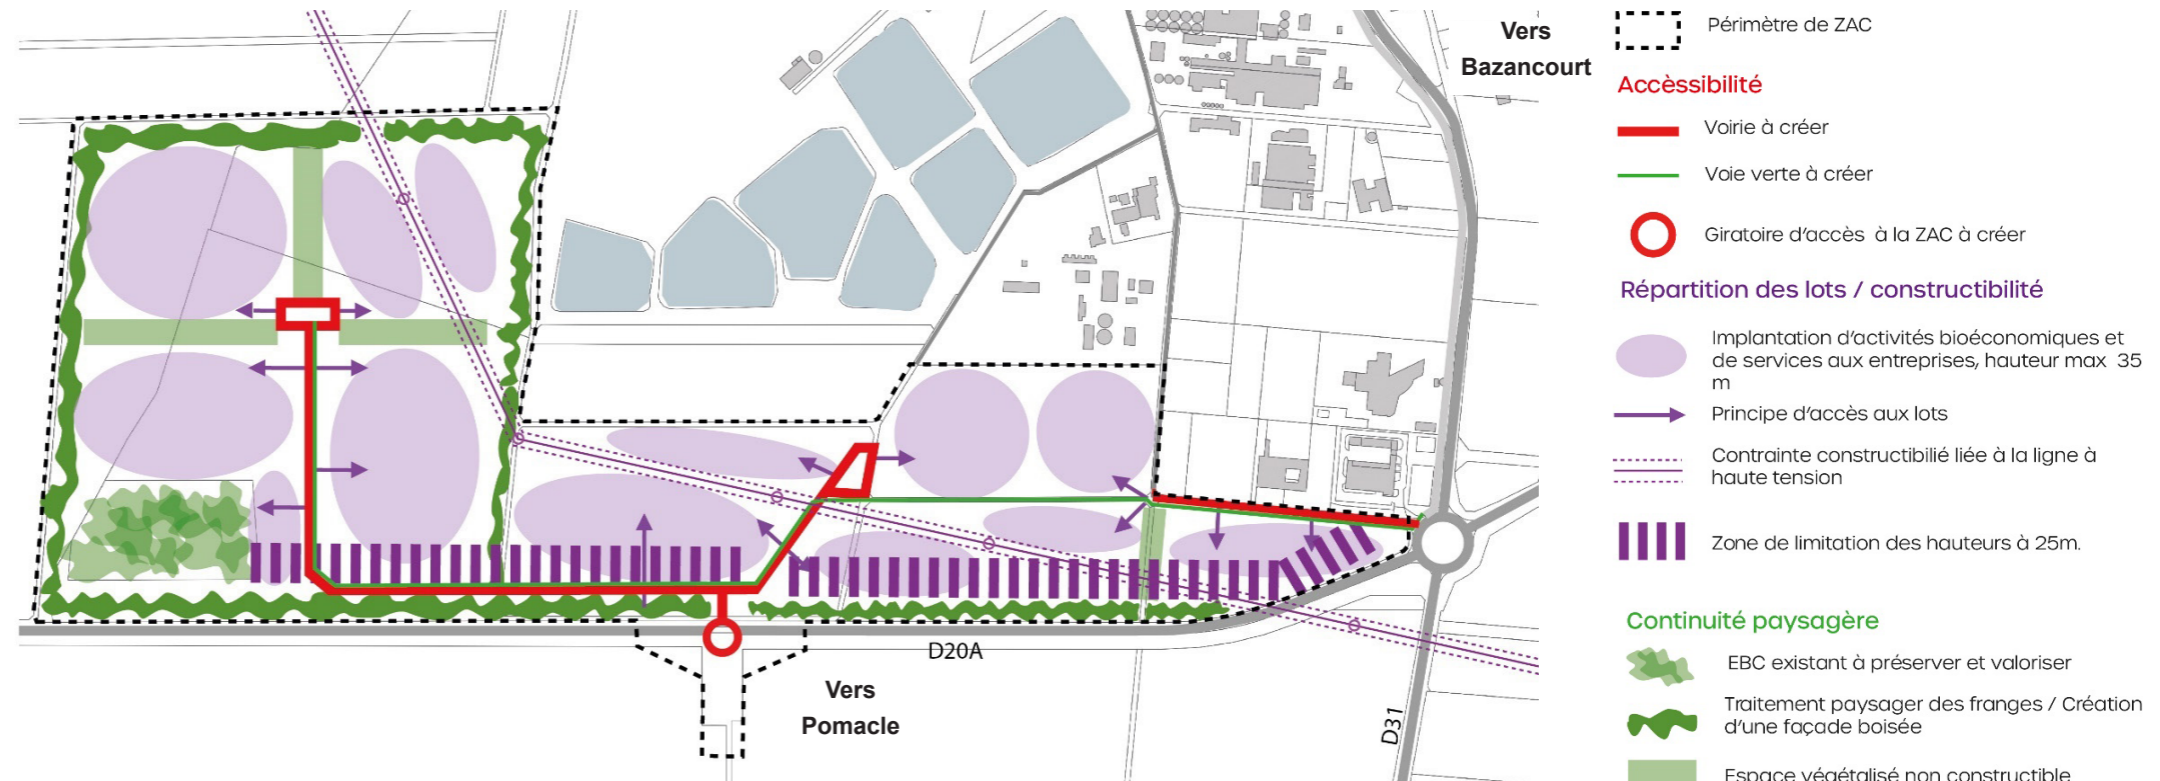 Vers
Bazancourt
D20A
Vers
Pomacle
D31
Périmètre de ZAC
Accèssibilité
Voirie à créer
Voie verte à créer
Giratoire d'accès à la ZAC à créer
Répartition des lots / constructibilité
Implantation d'activités bioéconomiques et
de services aux entreprises, hauteur max 35
m
Principe d'accès aux lots
Contrainte constructibilié liée à la ligne à
haute tension
Zone de limitation des hauteurs à 25m.
Continuité paysagère
EBC existant à préserver et valoriser
Traitement paysager des franges / Création
d'une façade boisée
Espace végétalisé non constructible